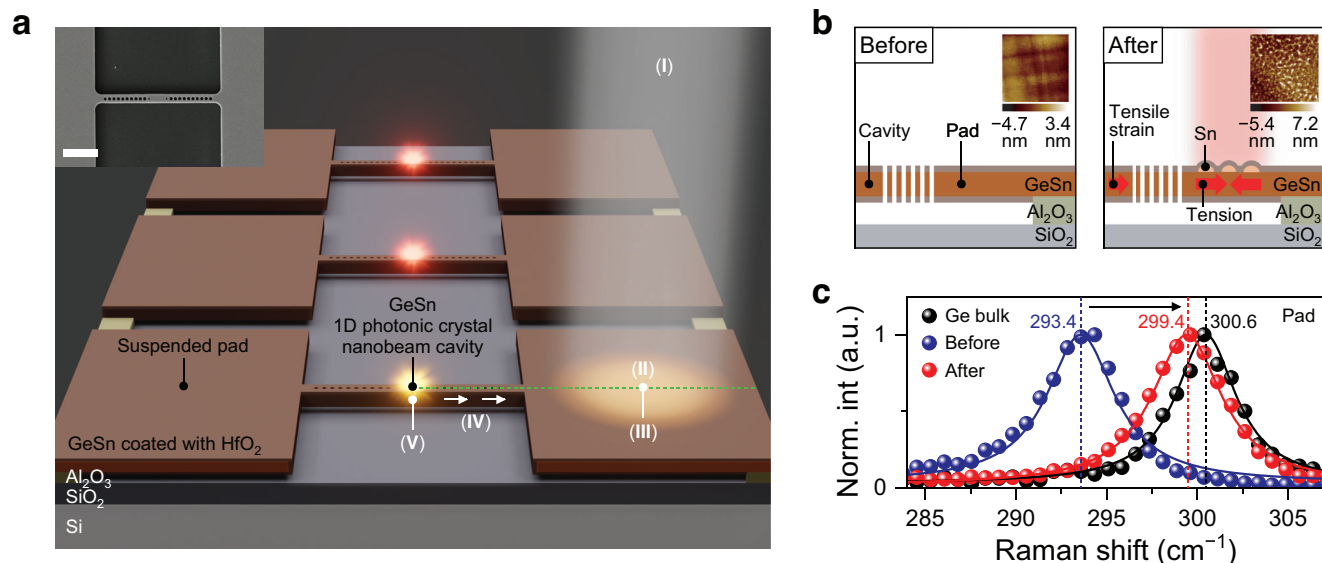 a
(I)
GeSn
1D photonic crystal
nanobeam cavity
Suspended pad
(II)
(III)
(IV)
(V)
GeSn coated with HfO₂
Al₂O₃
SiO₂
Si
b
Before
−4.7 3.4
nm nm
Cavity Pad
GeSn
Al₂O₃
SiO₂
After
Tensile
strain
Sn
−5.4 7.2
nm nm
GeSn
Tension
Al₂O₃
SiO₂
c
Norm. int (a.u.)
1
0
Ge bulk
Before
After
293.4
299.4
300.6
Pad
285 290 295 300 305
Raman shift (cm⁻¹)